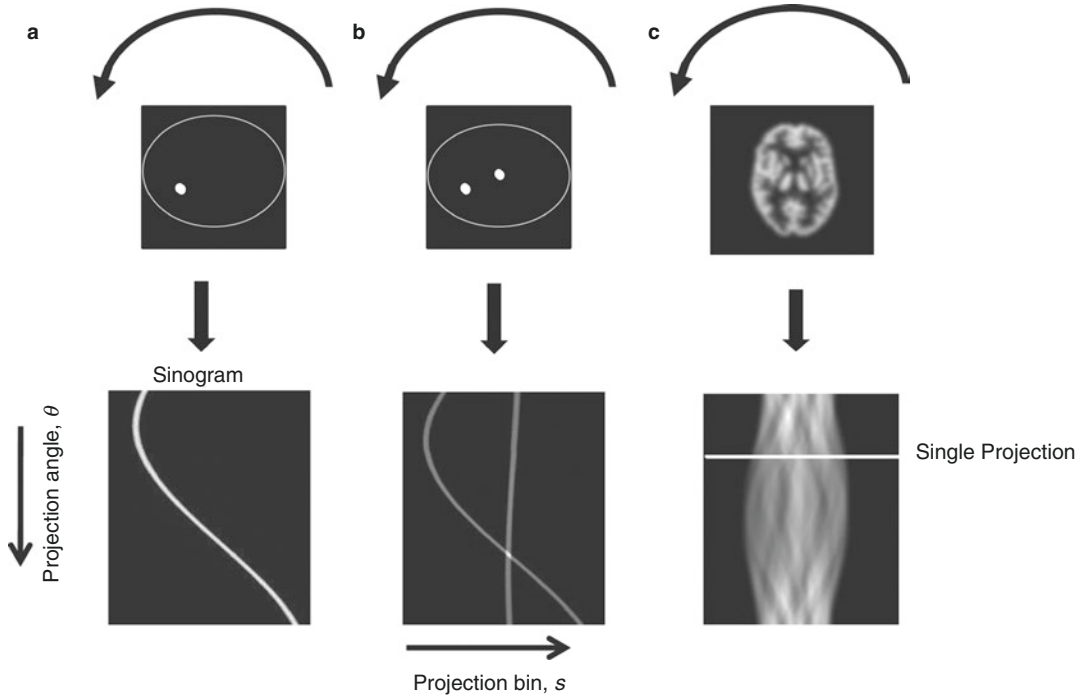 a
b
c
Sinogram
Projection angle, θ
Single Projection
Projection bin, s